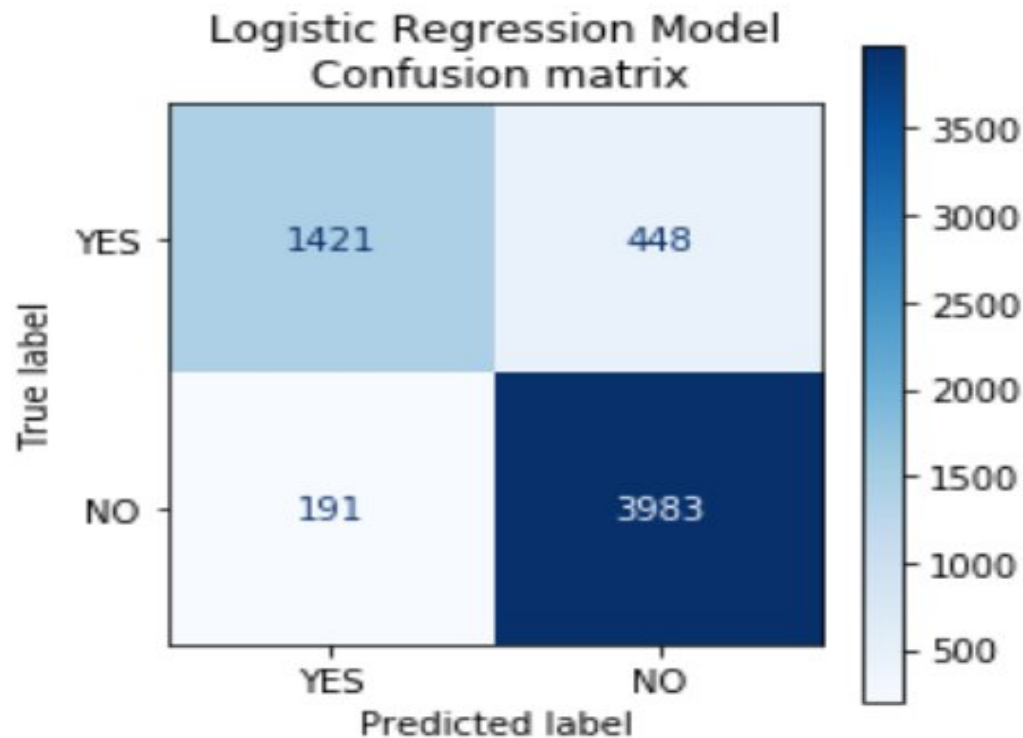 Logistic Regression Model
Confusion matrix
YES
1421
448
NO
191
3983
True label
YES
NO
Predicted label
3500
3000
2500
2000
1500
1000
500